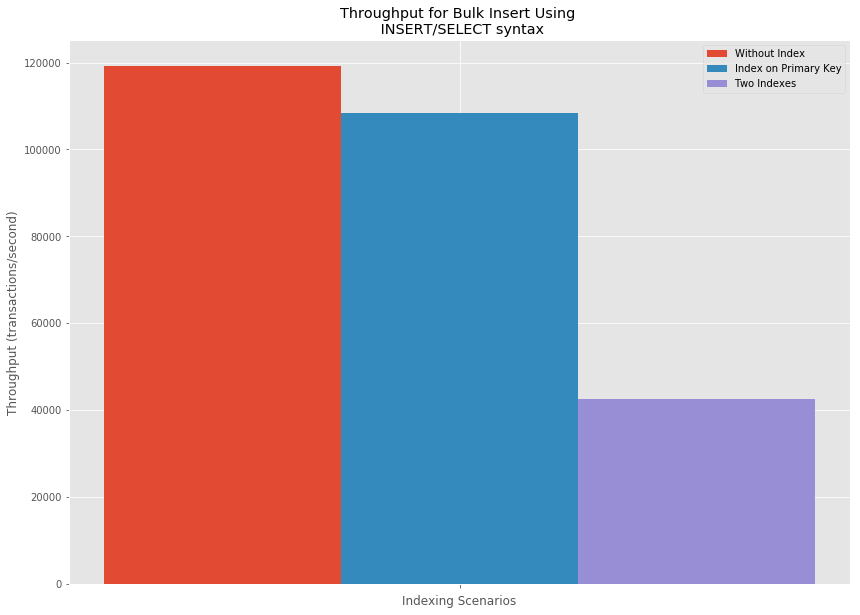 Throughput for Bulk Insert Using
INSERT/SELECT syntax
Without Index
Index on Primary Key
Two Indexes
120000
100000
80000
60000
40000
20000
0
Throughput (transactions/second)
Indexing Scenarios